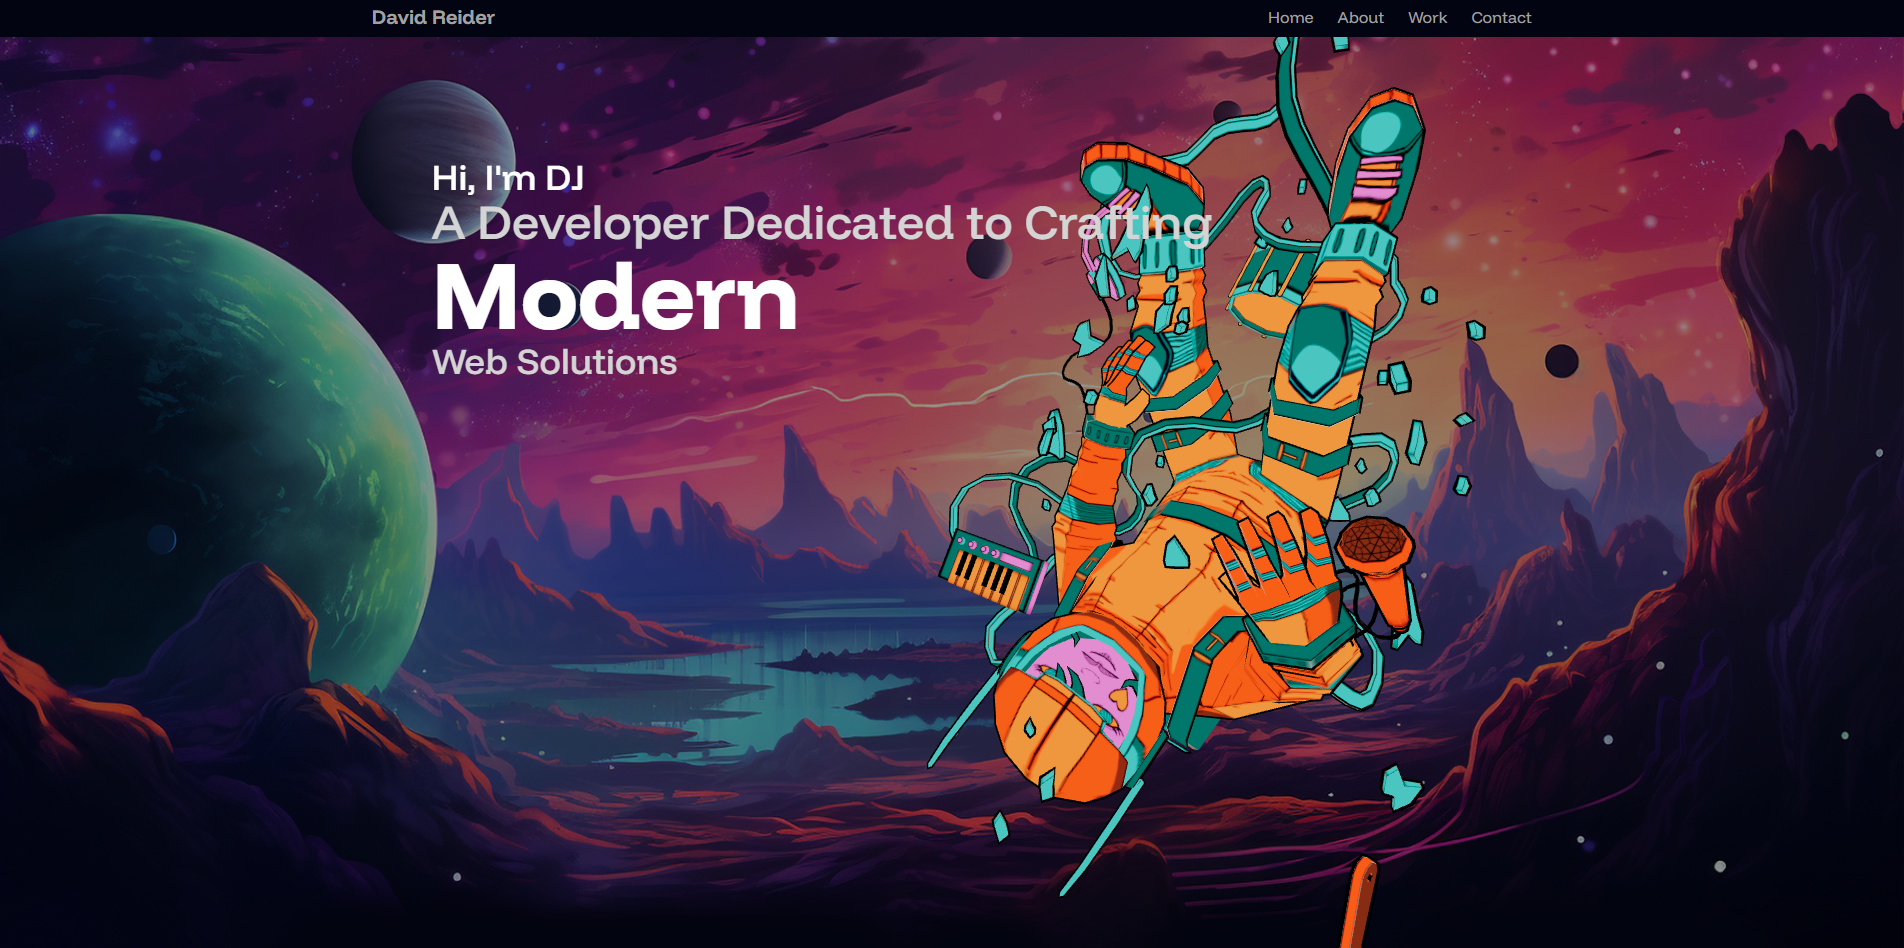 David Reider
Home About Work Contact
Hi, I'm DJ
A Developer Dedicated to Crafting
Modern
Web Solutions